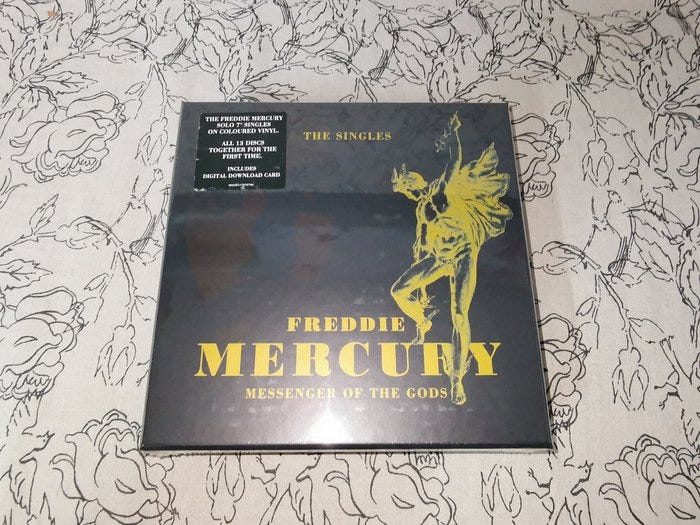 THE FREDDIE MERCURY
SOLO 7" SINGLES
ON COLOURED VINYL.
ALL 13 DISCS
TOGETHER FOR THE
FIRST TIME.
INCLUDES
DIGITAL DOWNLOAD CARD
THE SINGLES
FREDDIE
MERCURY
MESSENGER OF THE GODS